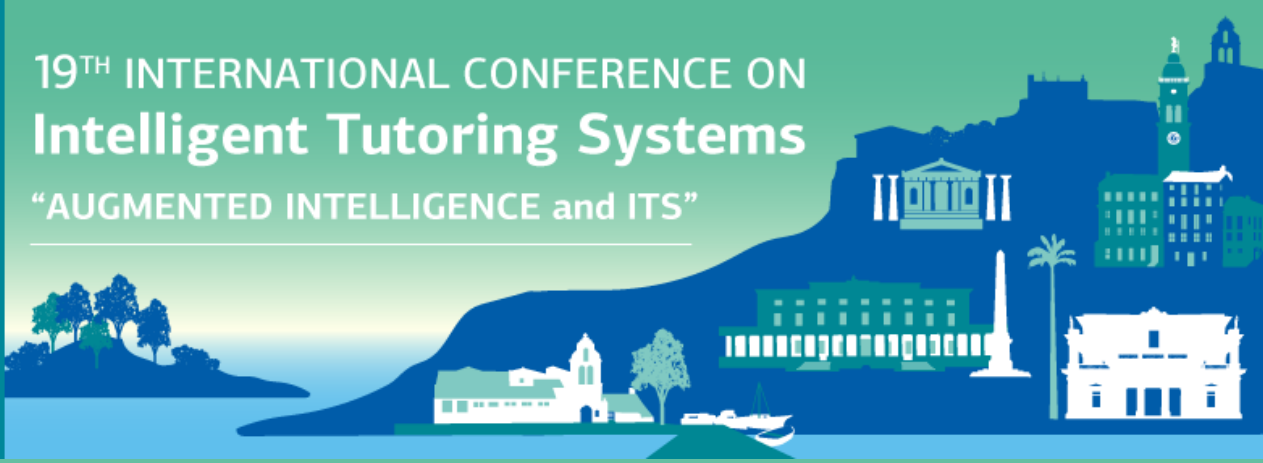 19TH INTERNATIONAL CONFERENCE ON
Intelligent Tutoring Systems
“AUGMENTED INTELLIGENCE and ITS”